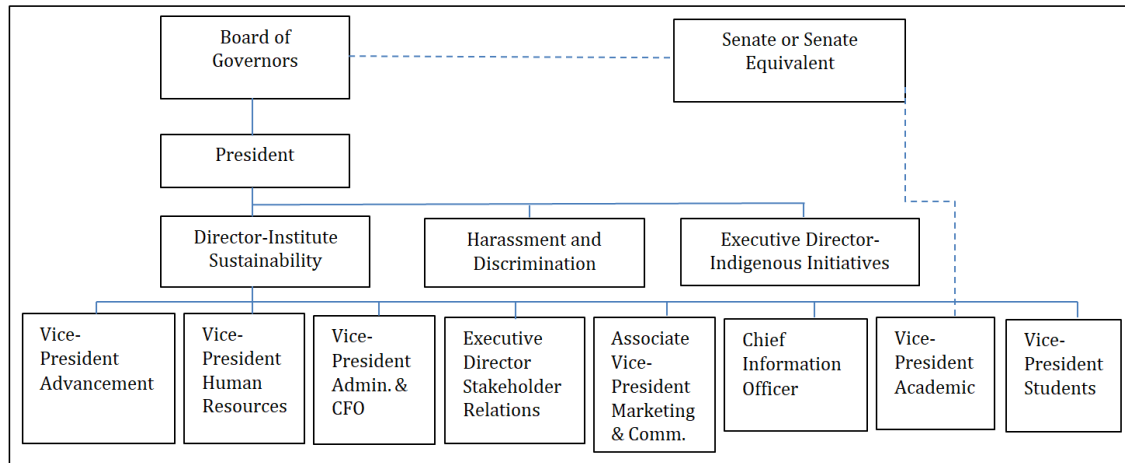 Board of
Governors
Senate or Senate
Equivalent
President
Director-Institute
Sustainability
Harassment and
Discrimination
Executive Director-
Indigenous Initiatives
Vice-
President
Advancement
Vice-
President
Human
Resources
Vice-
President
Admin. &
CFO
Executive
Director
Stakeholder
Relations
Associate
Vice-
President
Marketing
& Comm.
Chief
Information
Officer
Vice-
President
Academic
Vice-
President
Students